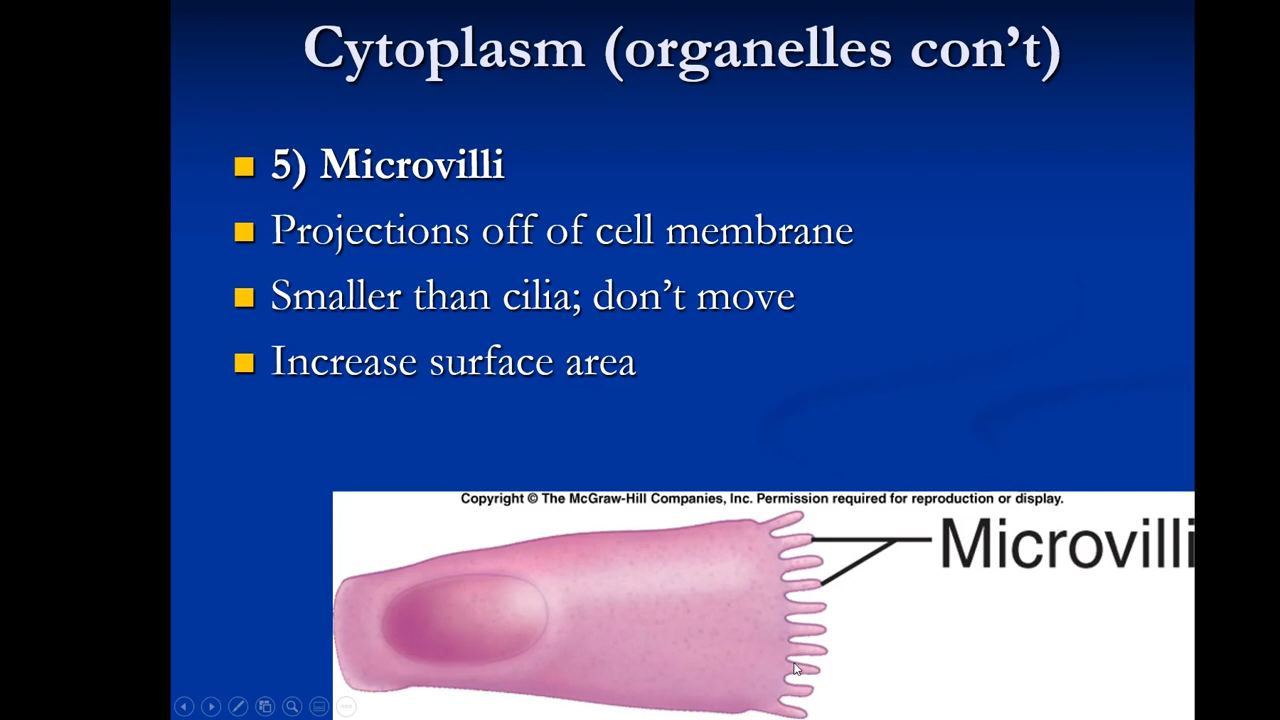 Cytoplasm (organelles con’t)
5) Microvilli
Projections off of cell membrane
Smaller than cilia; don’t move
Increase surface area
Copyright © The McGraw-Hill Companies, Inc. Permission required for reproduction or display.
Microvilli